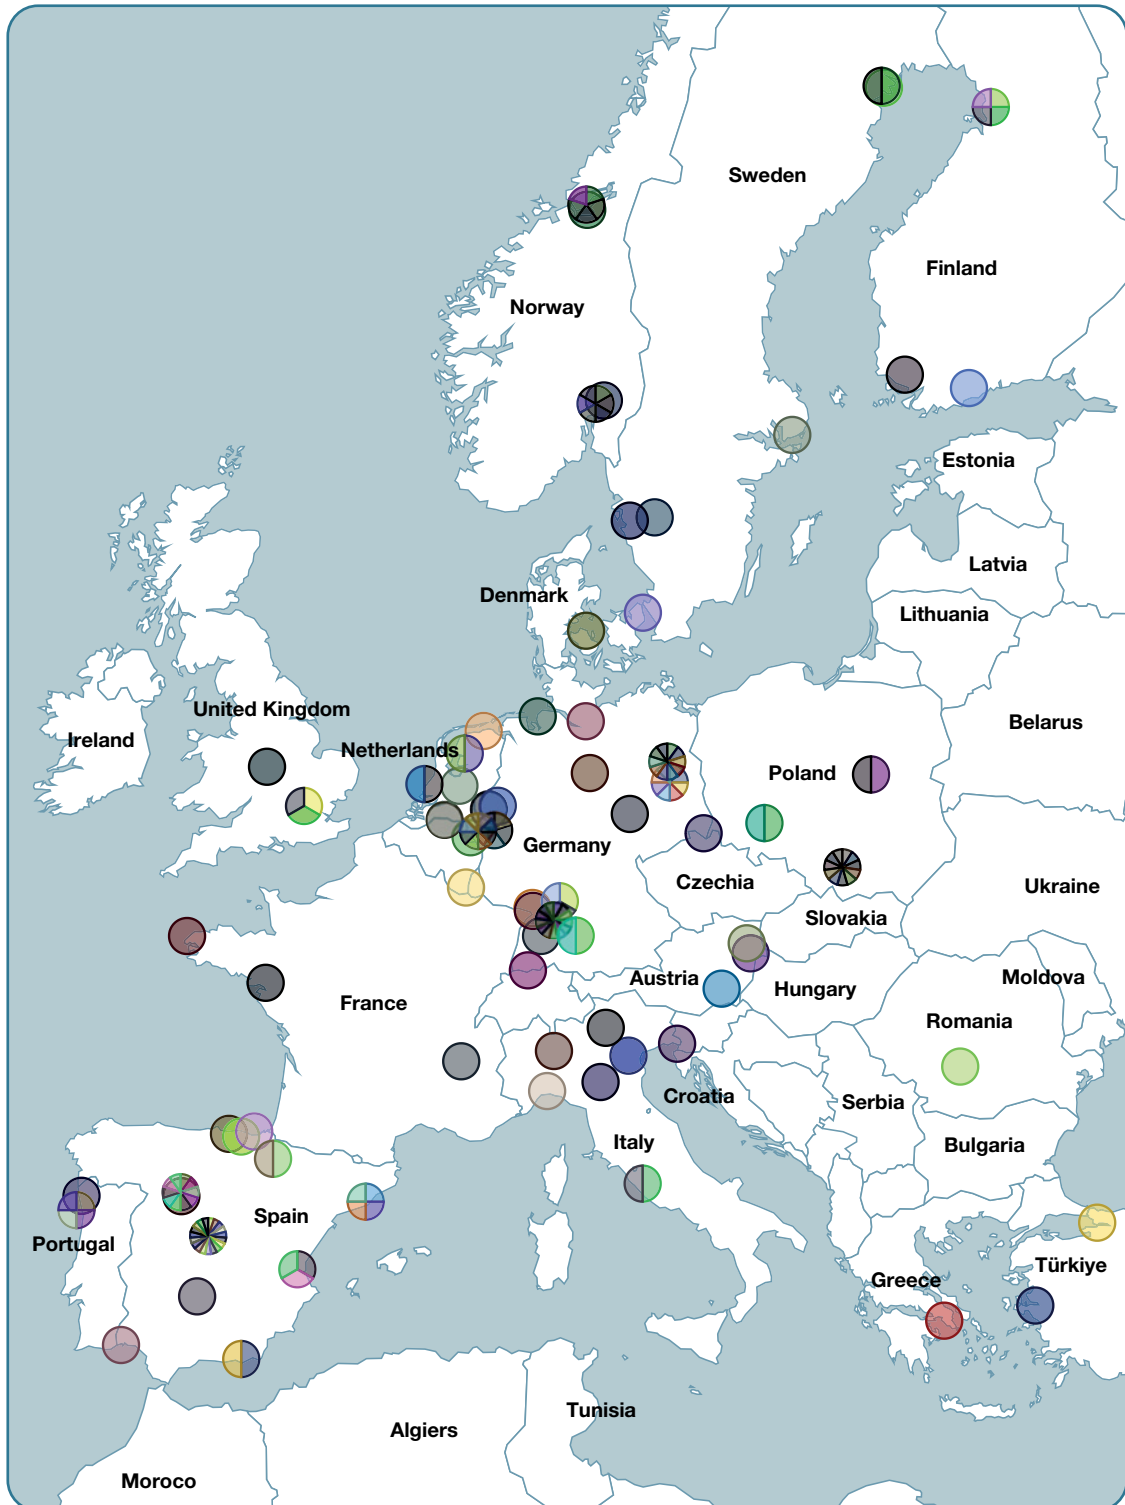 Sweden
Finland
Norway
Estonia
Latvia
Denmark
Lithuania
United Kingdom
Ireland
Belarus
Netherlands
Poland
Germany
Czechia
Ukraine
Slovakia
Austria
Moldova
Hungary
France
Romania
Croatia
Serbia
Italy
Bulgaria
Spain
Portugal
Türkiye
Greece
Tunisia
Algiers
Moroco